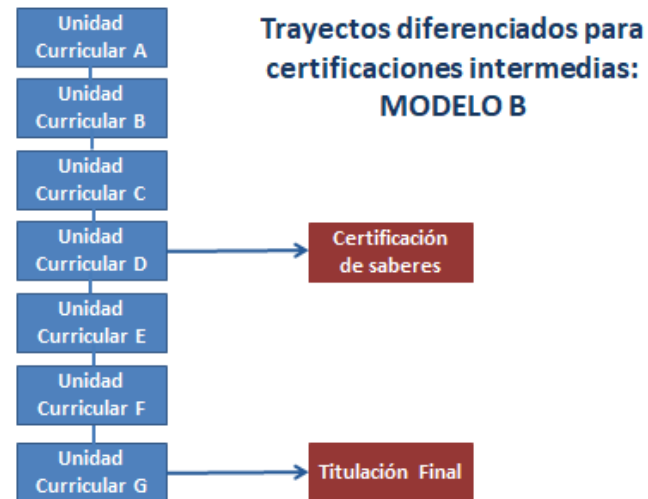 Trayectos diferenciados para
certificaciones intermedias:
MODELO B
Unidad
Curricular A
Unidad
Curricular B
Unidad
Curricular C
Unidad
Curricular D
Certificación
de saberes
Unidad
Curricular E
Unidad
Curricular F
Unidad
Curricular G
Titulación Final